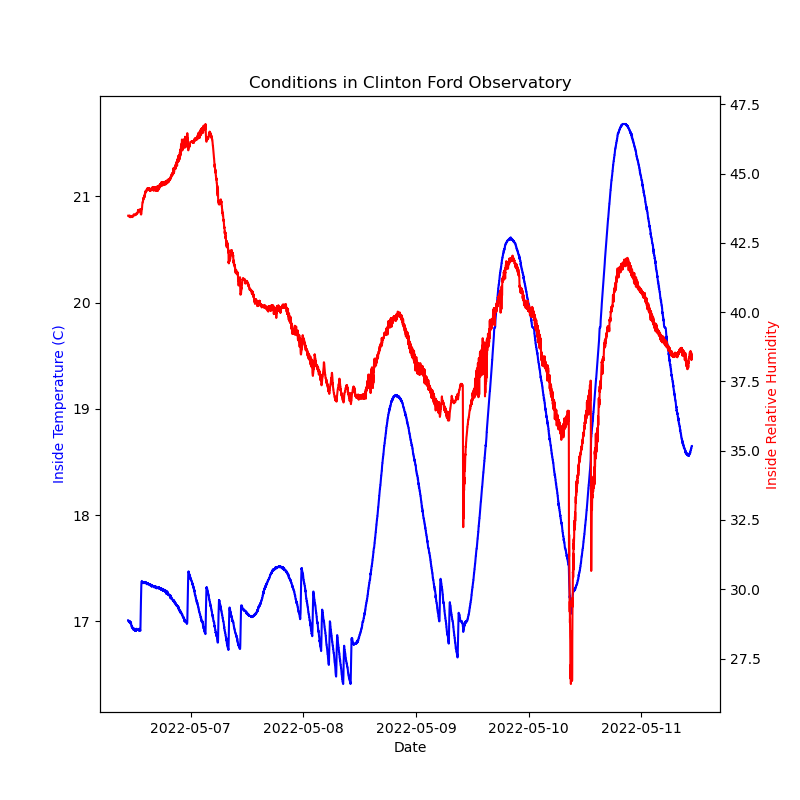 Conditions in Clinton Ford Observatory
Inside Temperature (C)
21
20
19
18
17
47.5
45.0
42.5
40.0
37.5
35.0
32.5
30.0
27.5
Inside Relative Humidity
2022-05-07 2022-05-08 2022-05-09 2022-05-10 2022-05-11
Date